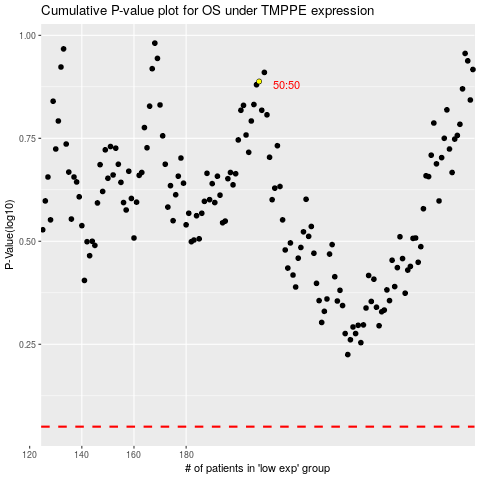 Cumulative P-value plot for OS under TMPPE expression
1.00
50:50
0.75
P-Value(log10)
0.50
0.25
120 140 160 180
# of patients in 'low exp' group